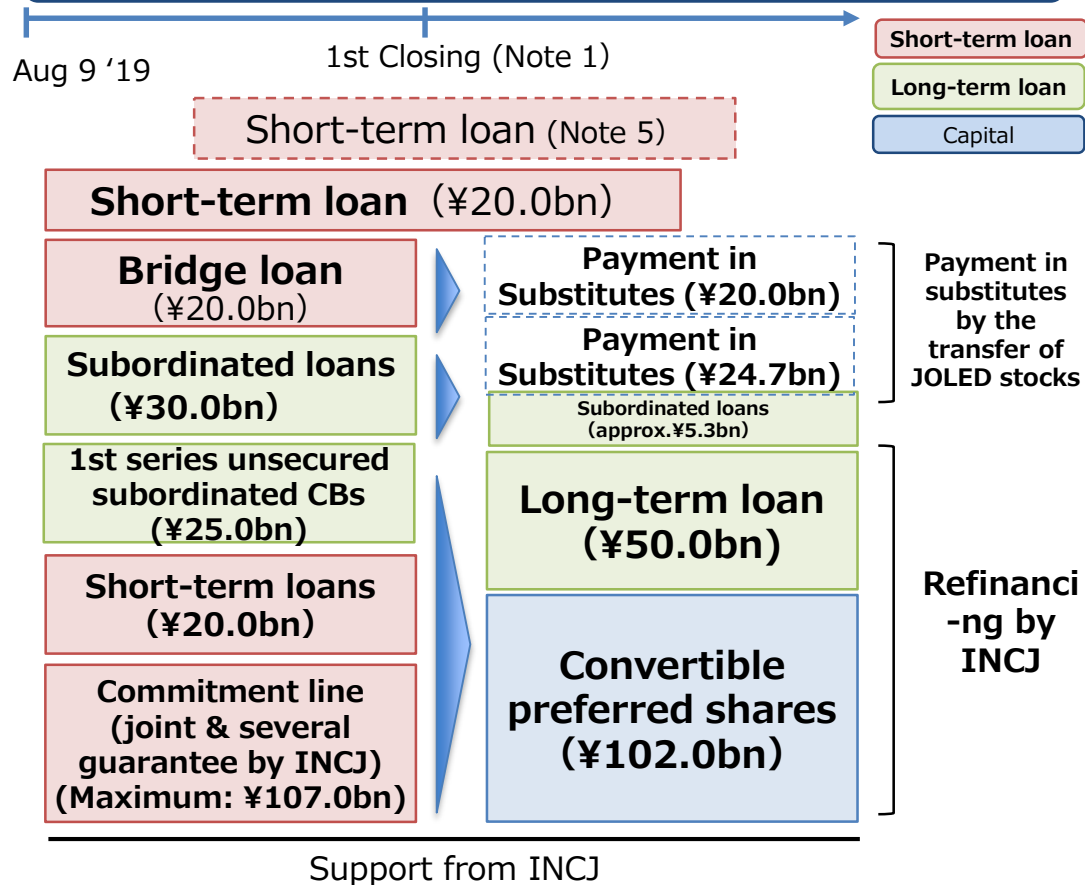 Aug 9 ‘19
1st Closing (Note 1)
Short-term loan
Long-term loan
Capital
Short-term loan (Note 5)
Short-term loan（¥20.0bn）
Bridge loan
（¥20.0bn）
Subordinated loans
（¥30.0bn）
1st series unsecured
subordinated CBs
（¥25.0bn）
Short-term loans
（¥20.0bn）
Commitment line
(joint & several
guarantee by INCJ)
(Maximum: ¥107.0bn)
Payment in
Substitutes (¥20.0bn)
Payment in
Substitutes (¥24.7bn)
Subordinated loans
（approx.¥5.3bn）
Long-term loan
（¥50.0bn）
Convertible
preferred shares
（¥102.0bn）
Payment in
substitutes
by the
transfer of
JOLED stocks
Refinanci
-ng by
INCJ
Support from INCJ